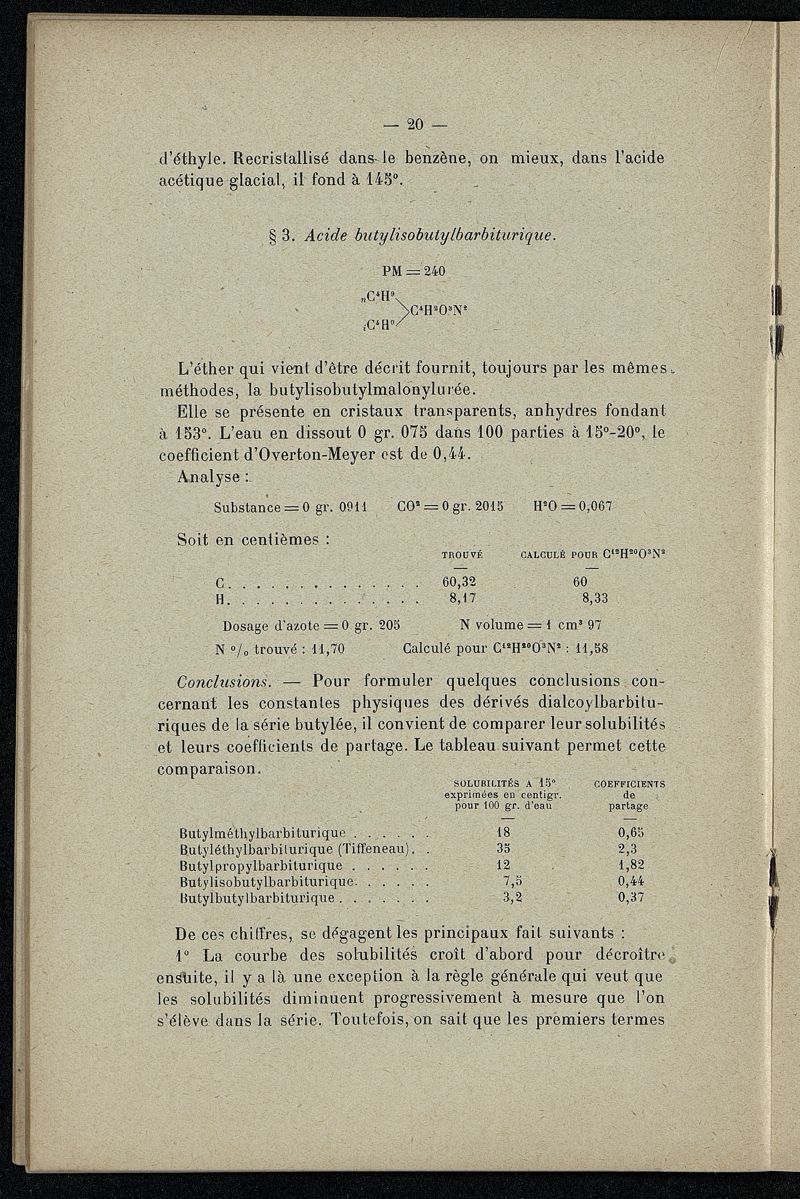 — 20 —
d'éthyle. Recristallisé dans le benzène, on mieux, dans l'acide
acétique glacial, il fond à 145°.
§ 3. Acide butylisobutylbarbiturique.
PM = 240
ₙC⁴H⁹
>C⁴H²O³N²
ᵢC⁴H⁹
L'éther qui vient d'être décrit fournit, toujours par les mêmes
méthodes, la butylisobutylmalonylurée.
Elle se présente en cristaux transparents, anhydres fondant
à 153°. L'eau en dissout 0 gr. 075 dans 100 parties à 15°-20°, le
coefficient d'Overton-Meyer est de 0,44.
Analyse :
Substance = 0 gr. 0911 CO² = 0 gr. 2015 H²O = 0,067
Soit en centièmes :
TROUVÉ CALCULÉ POUR C¹²H²⁰O³N²
C. . . . . . . . . . . . . . 60,32 60
H. . . . . . . . . . . . . . 8,17 8,33
Dosage d'azote = 0 gr. 205 N volume = 1 cm³ 97
N °/₀ trouvé : 11,70 Calculé pour C¹²H²⁰O³N² : 11,58
Conclusions. — Pour formuler quelques conclusions con-
cernant les constantes physiques des dérivés dialcoylbarbitu-
riques de la série butylée, il convient de comparer leur solubilités
et leurs coefficients de partage. Le tableau suivant permet cette
comparaison.
SOLUBILITÉS A 15° COEFFICIENTS
exprimées en centigr. de
pour 100 gr. d'eau partage
Butylméthylbarbiturique . . . . . . 18 0,65
Butyléthylbarbiturique (Tiffeneau). . 35 2,3
Butylpropylbarbiturique . . . . . . 12 1,82
Butylisobutylbarbiturique. . . . . . 7,5 0,44
Butylbutylbarbiturique . . . . . . . 3,2 0,37
De ces chiffres, se dégagent les principaux fait suivants :
1° La courbe des solubilités croît d'abord pour décroître
ensuite, il y a là une exception à la règle générale qui veut que
les solubilités diminuent progressivement à mesure que l'on
s'élève dans la série. Toutefois, on sait que les premiers termes